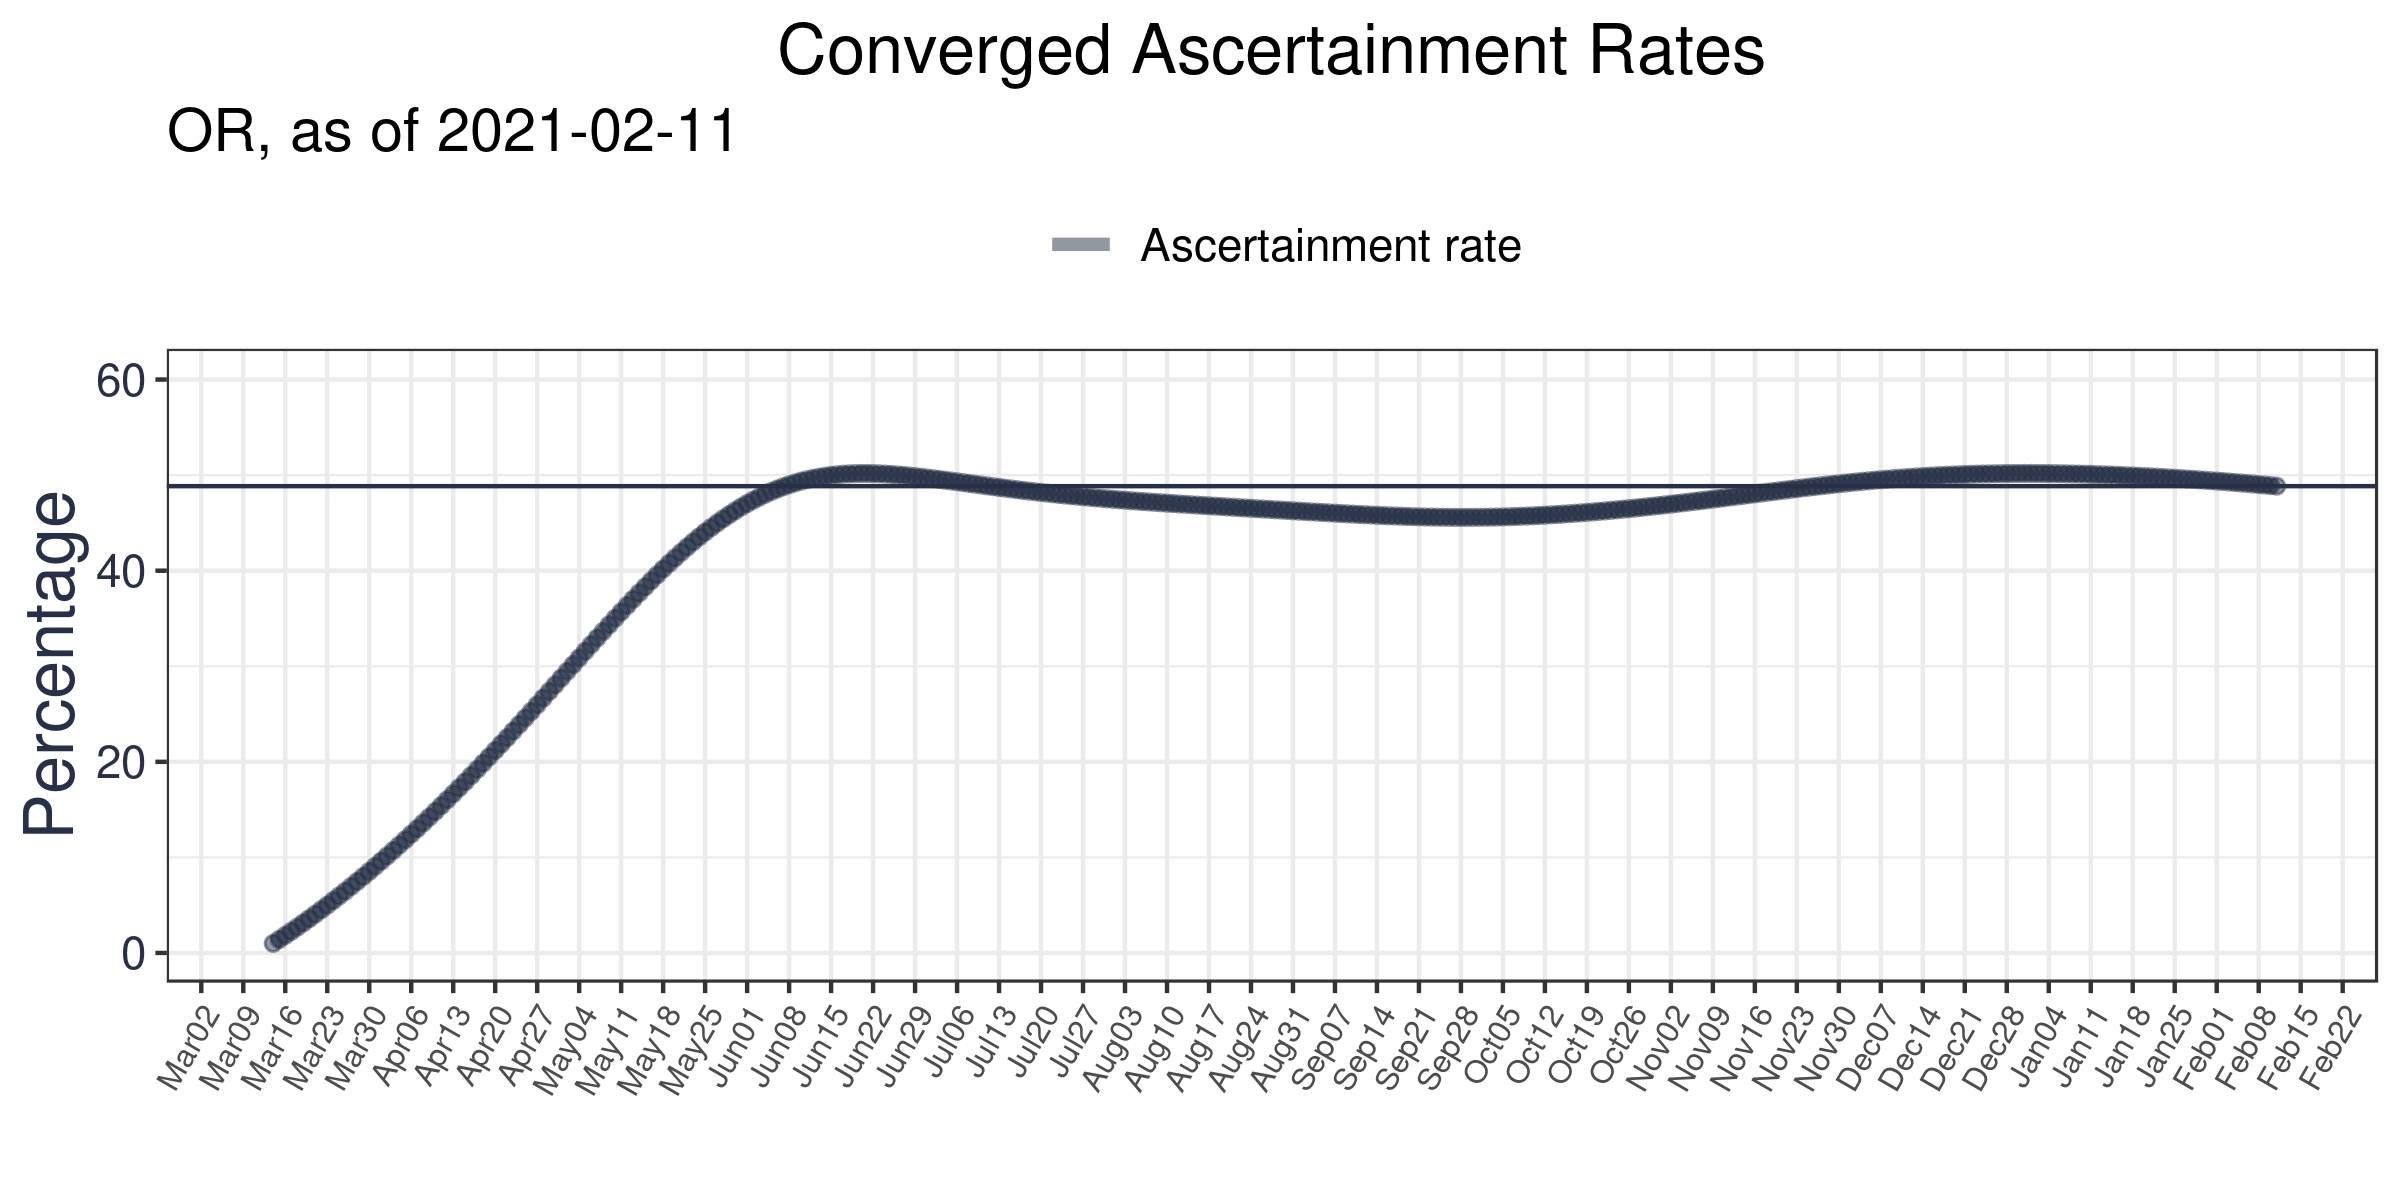 Converged Ascertainment Rates
OR, as of 2021-02-11
Ascertainment rate
Percentage
60
40
20
0
Mar02 Mar09 Mar16 Mar23 Mar30 Apr06 Apr13 Apr20 Apr27 May04 May11 May18 May25 Jun01 Jun08 Jun15 Jun22 Jun29 Jul06 Jul13 Jul20 Jul27 Aug03 Aug10 Aug17 Aug24 Aug31 Sep07 Sep14 Sep21 Sep28 Oct05 Oct12 Oct19 Oct26 Nov02 Nov09 Nov16 Nov23 Nov30 Dec07 Dec14 Dec21 Dec28 Jan04 Jan11 Jan18 Jan25 Feb01 Feb08 Feb15 Feb22